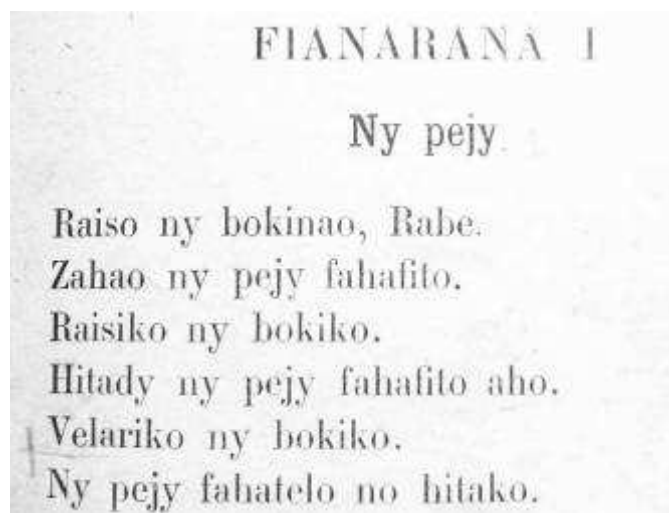 FIANARANA I
Ny pejy
Raiso ny bokinao, Rabe.
Zahao ny pejy fahafito.
Raisiko ny bokiko.
Hitady ny pejy fahafito aho.
Velariko ny bokiko.
Ny pejy fahatelo no hitako.